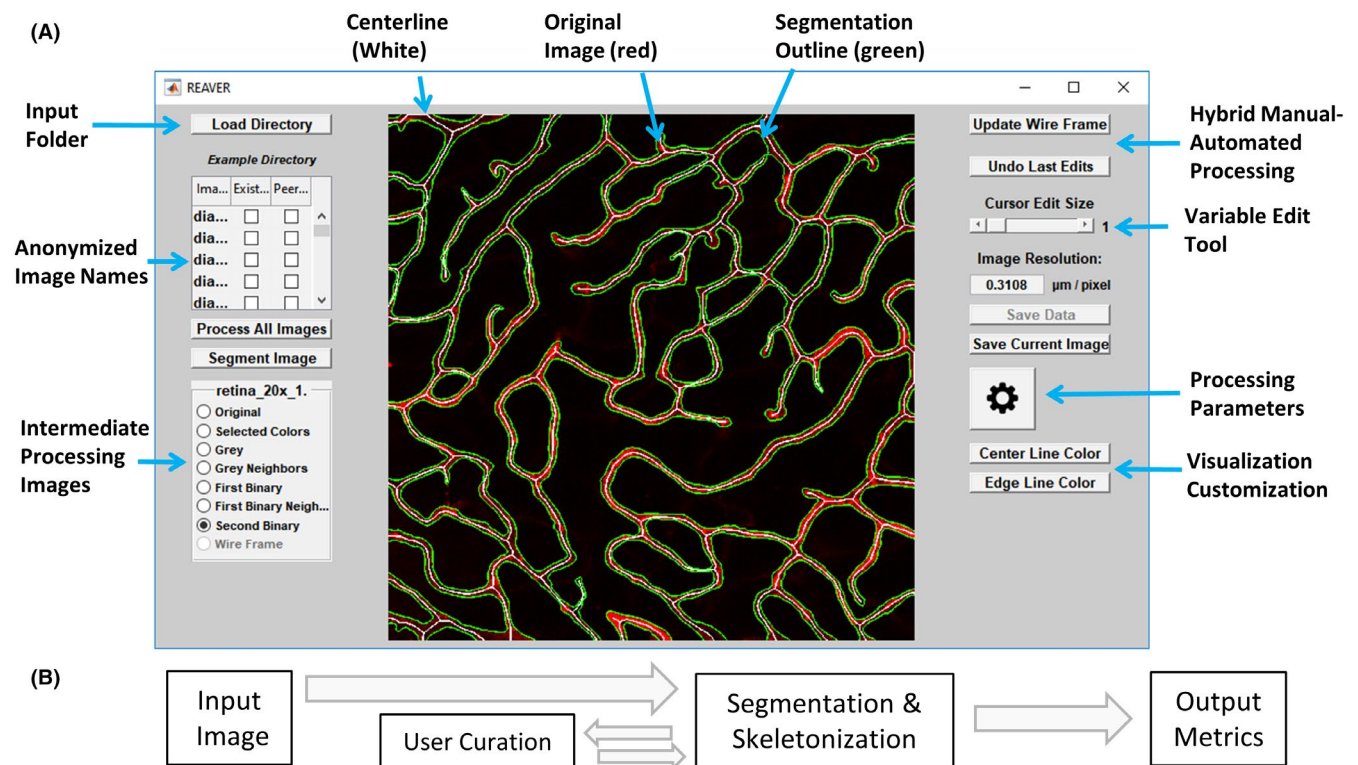 (A)
Centerline
(White)
Original
Image (red)
Segmentation
Outline (green)
REAVER
Input
Folder
Load Directory
Example Directory
Ima... Exist... Peer...
dia...
dia...
dia...
dia...
dia...
Anonymized
Image Names
Process All Images
Segment Image
retina_20x_1.
Original
Selected Colors
Grey
Grey Neighbors
First Binary
First Binary Neigh...
Second Binary
Wire Frame
Intermediate
Processing
Images
Update Wire Frame
Undo Last Edits
Hybrid Manual-
Automated
Processing
Cursor Edit Size
1
Variable Edit
Tool
Image Resolution:
0.3108 µm / pixel
Save Data
Save Current Image
Processing
Parameters
Center Line Color
Edge Line Color
Visualization
Customization
(B)
Input
Image
User Curation
Segmentation &
Skeletonization
Output
Metrics